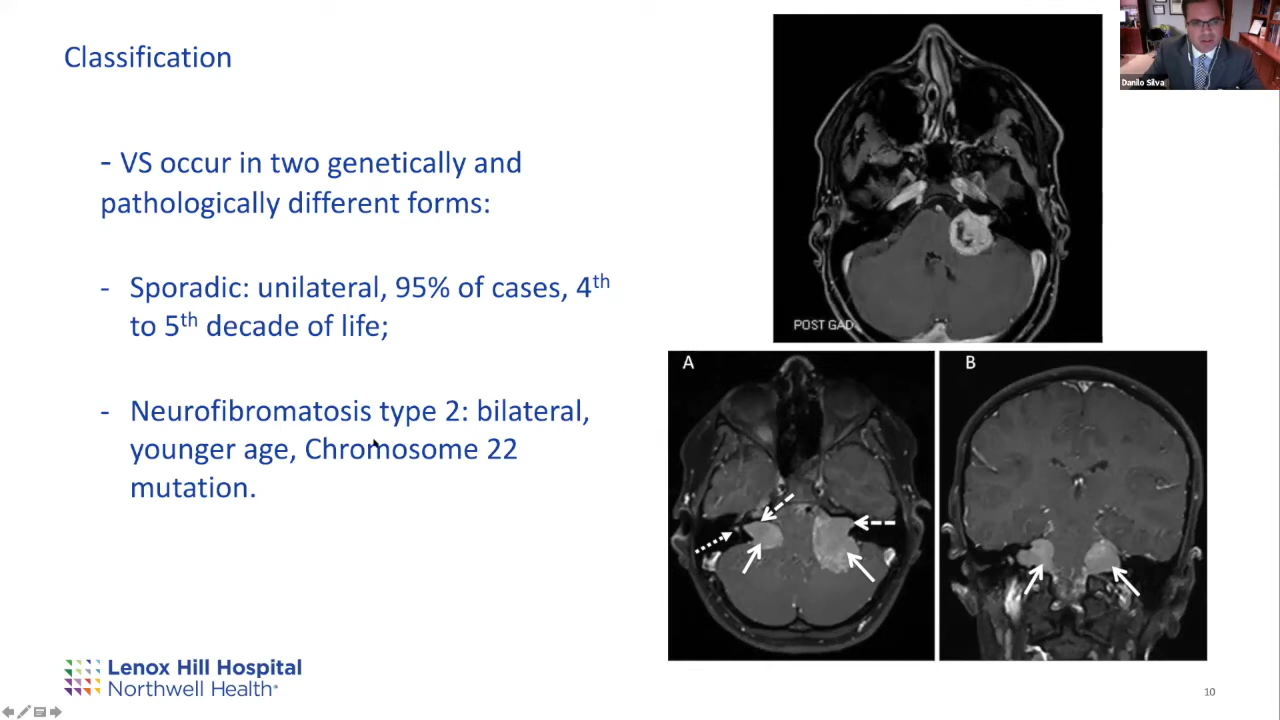 Classification
- VS occur in two genetically and
pathologically different forms:
- Sporadic: unilateral, 95% of cases, 4th
to 5th decade of life;
- Neurofibromatosis type 2: bilateral,
younger age, Chromosome 22
mutation.
POST GAD
A
B
Danilo Silva
Lenox Hill Hospital
Northwell Health
10